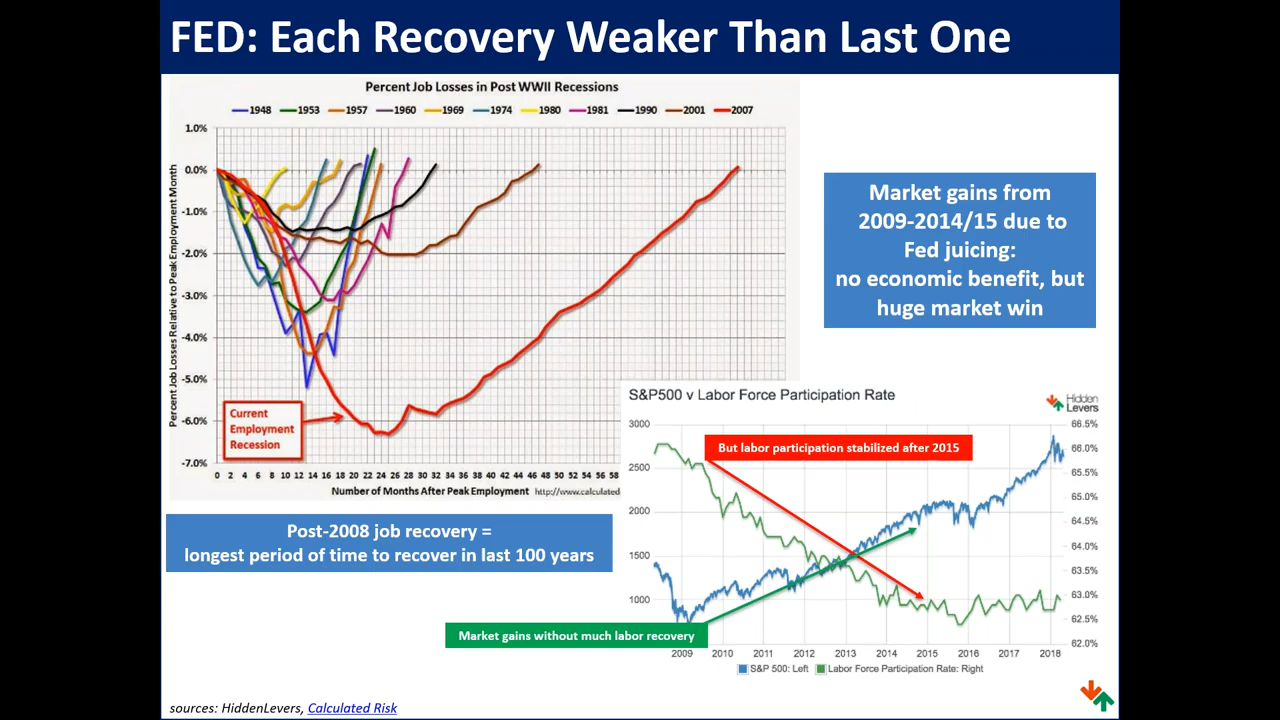 FED: Each Recovery Weaker Than Last One
Percent Job Losses in Post WWII Recessions
1948 1953 1957 1960 1969 1974 1980 1981 1990 2001 2007
Percent Job Losses Relative to Peak Employment Month
1.0%
0.0%
-1.0%
-2.0%
-3.0%
-4.0%
-5.0%
-6.0%
-7.0%
Current
Employment
Recession
0 2 4 6 8 10 12 14 16 18 20 22 24 26 28 30 32 34 36 38 40 42 44 46 48 50 52 54 56 58
Number of Months After Peak Employment http://www.calculated
Market gains from
2009-2014/15 due to
Fed juicing:
no economic benefit, but
huge market win
Post-2008 job recovery =
longest period of time to recover in last 100 years
S&P500 v Labor Force Participation Rate
Hidden
Levers
3000
2500
2000
1500
1000
66.5%
66.0%
65.5%
65.0%
64.5%
64.0%
63.5%
63.0%
62.5%
62.0%
But labor participation stabilized after 2015
Market gains without much labor recovery
2009 2010 2011 2012 2013 2014 2015 2016 2017 2018
S&P 500: Left Labor Force Participation Rate: Right
sources: HiddenLevers, Calculated Risk